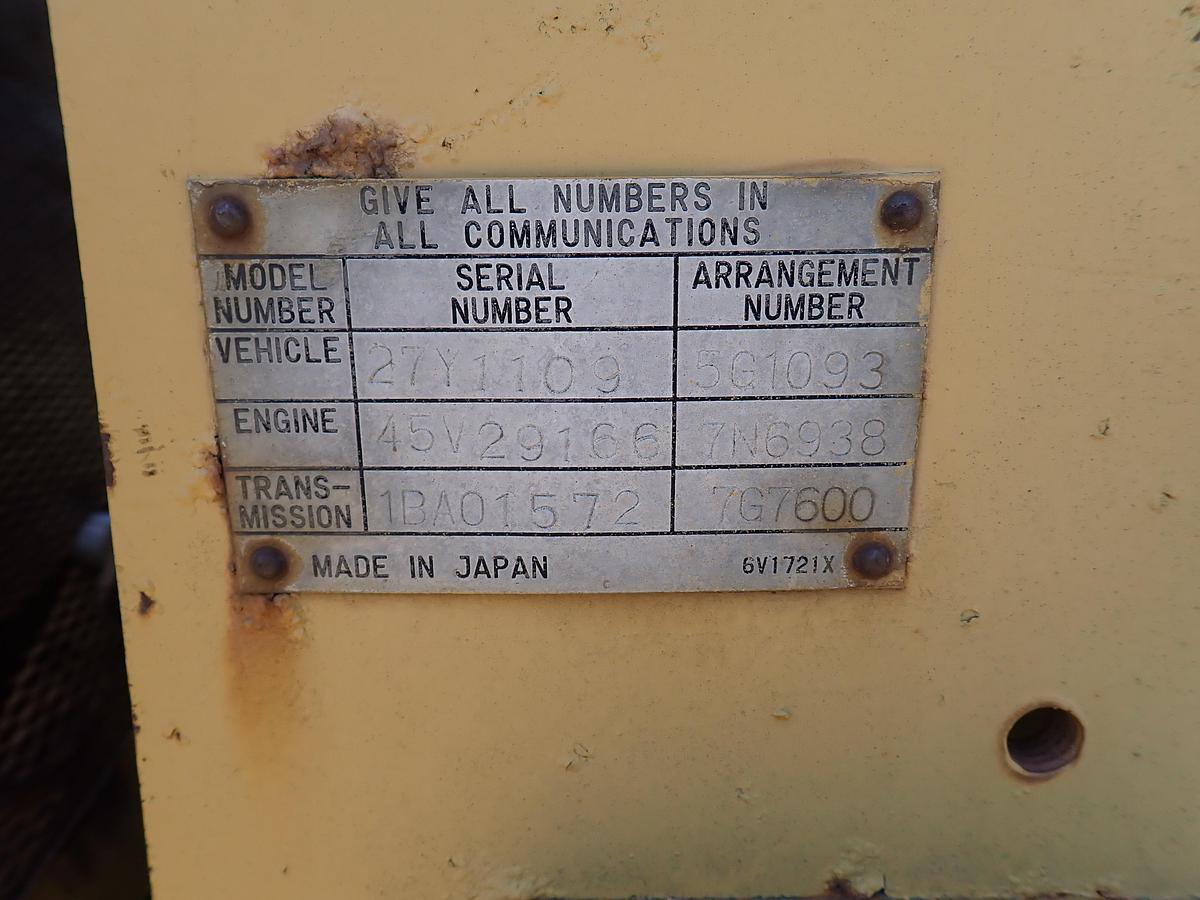 GIVE ALL NUMBERS IN
ALL COMMUNICATIONS
MODEL NUMBER SERIAL NUMBER ARRANGEMENT NUMBER
VEHICLE 27Y1109 5G1093
ENGINE 45V29166 7N6938
TRANS-MISSION 1BA01572 7G7600
MADE IN JAPAN 6V1721X